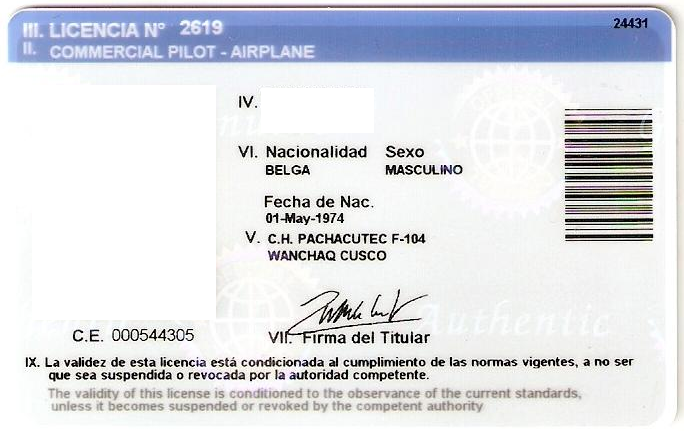 III. LICENCIA N° 2619
24431
II. COMMERCIAL PILOT - AIRPLANE
IV.
VI. Nacionalidad Sexo
BELGA MASCULINO
Fecha de Nac.
01-May-1974
V. C.H. PACHACUTEC F-104
WANCHAQ CUSCO
Authentic
C.E. 000544305
VII. Firma del Titular
IX. La validez de esta licencia está condicionada al cumplimiento de las normas vigentes, a no ser
que sea suspendida o revocada por la autoridad competente.
The validity of this license is conditioned to the observance of the current standards,
unless it becomes suspended or revoked by the competent authority